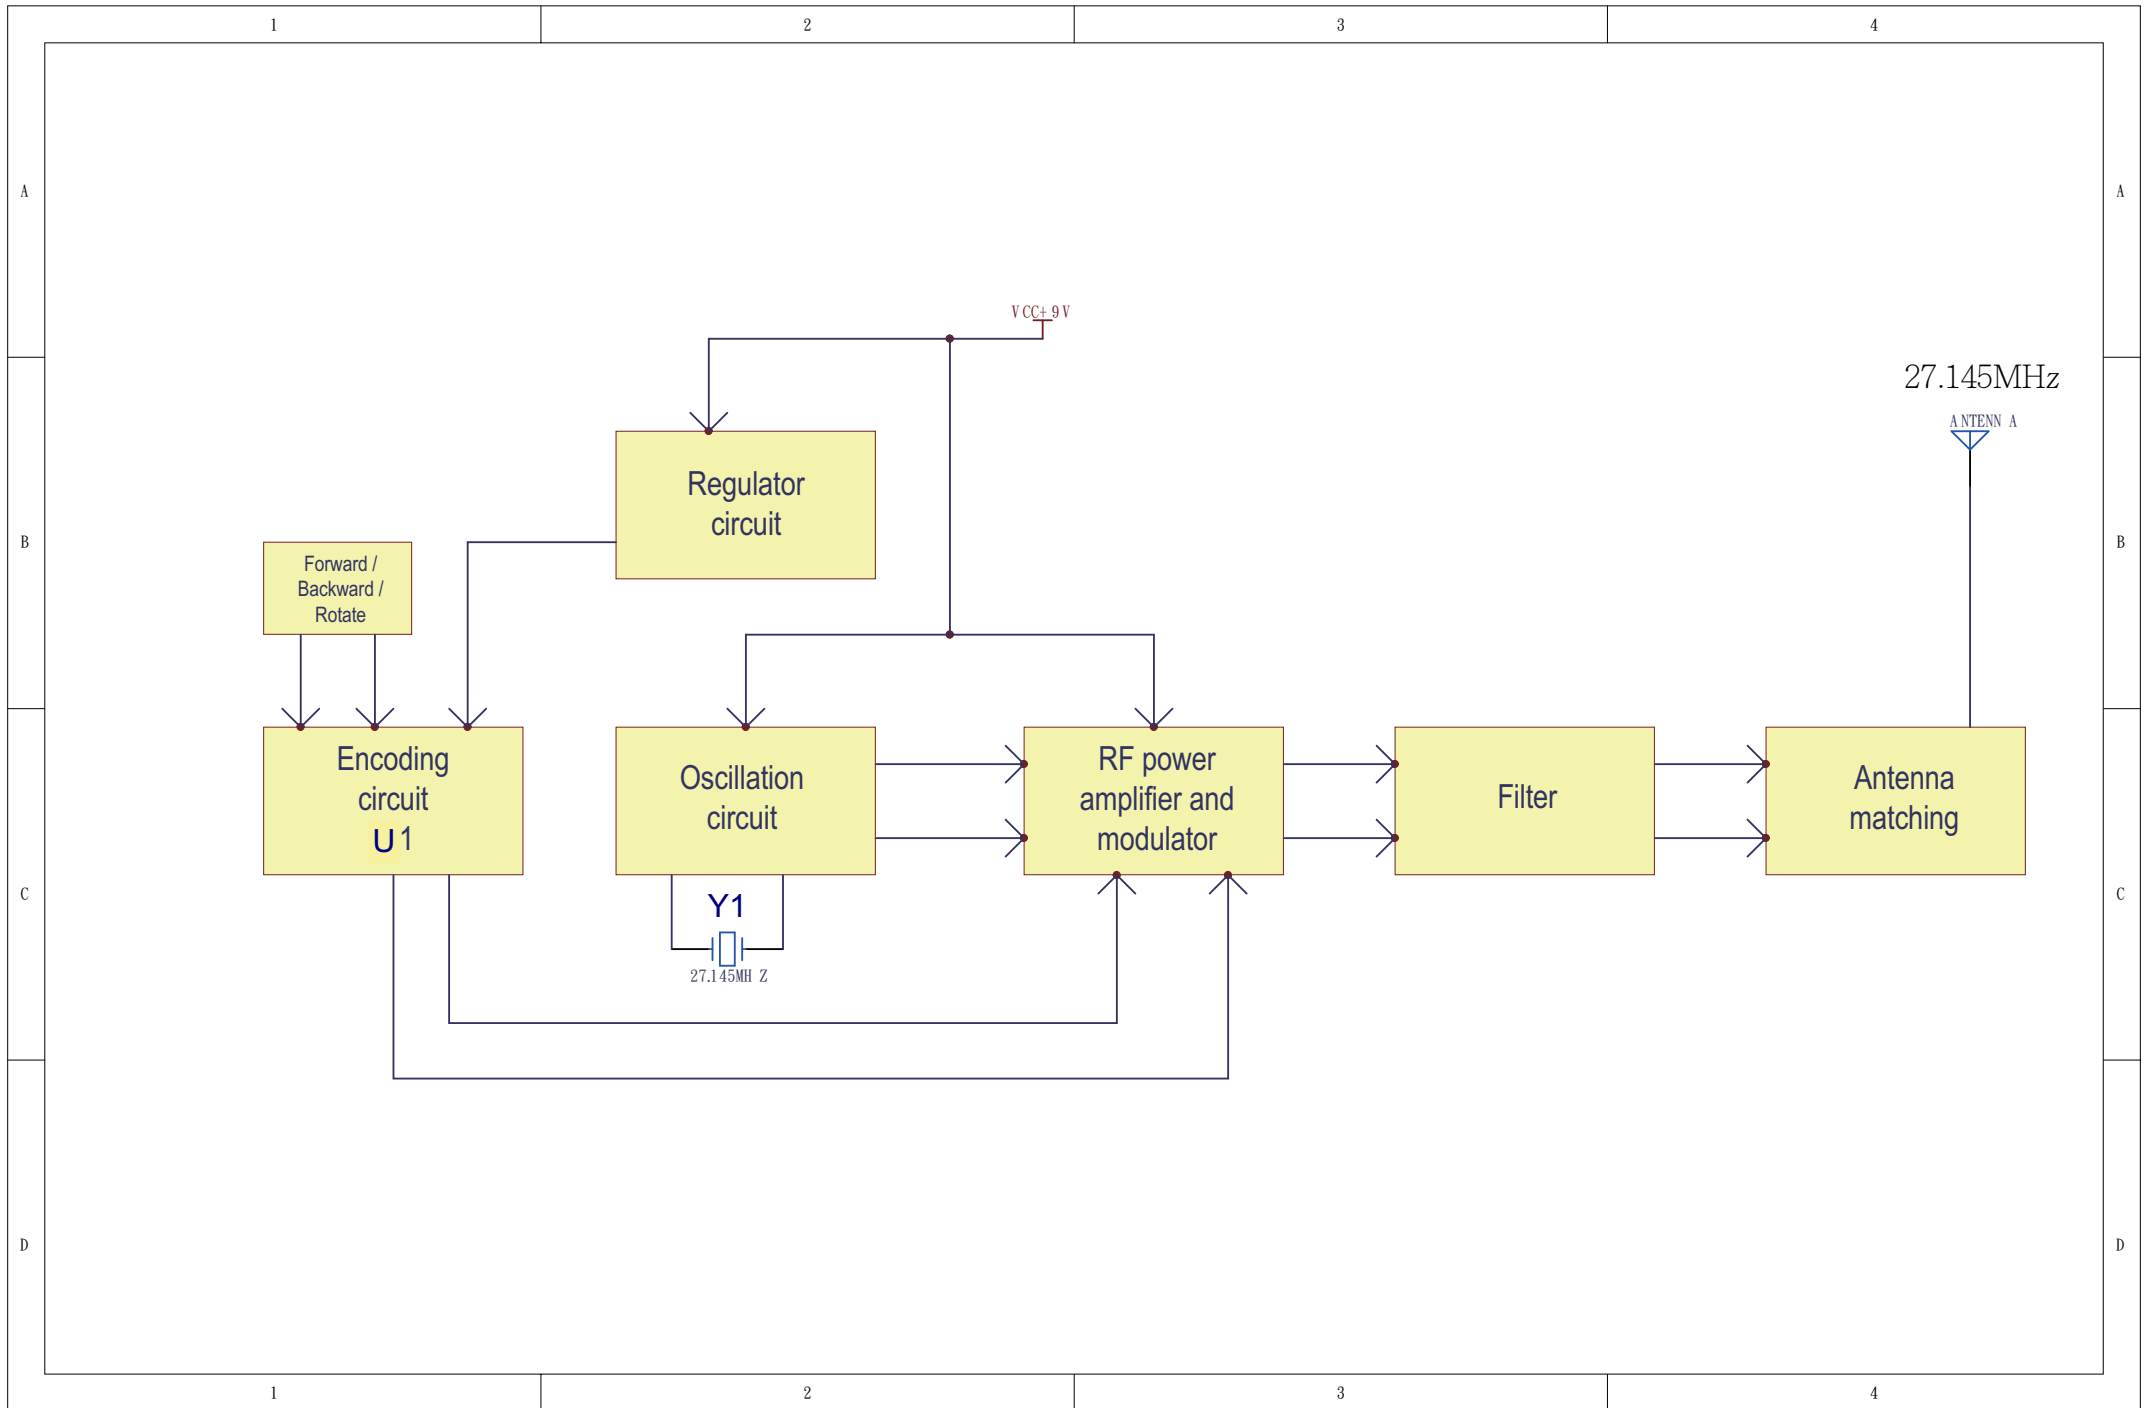 1 2 3 4
A A
VCC+9V
27.145MHz
ANTENNA
Regulator
circuit
B B
Forward /
Backward /
Rotate
Encoding
circuit
U1
Oscillation
circuit
RF power
amplifier and
modulator
Filter
Antenna
matching
C C
Y1
27.145MHZ
D D
1 2 3 4